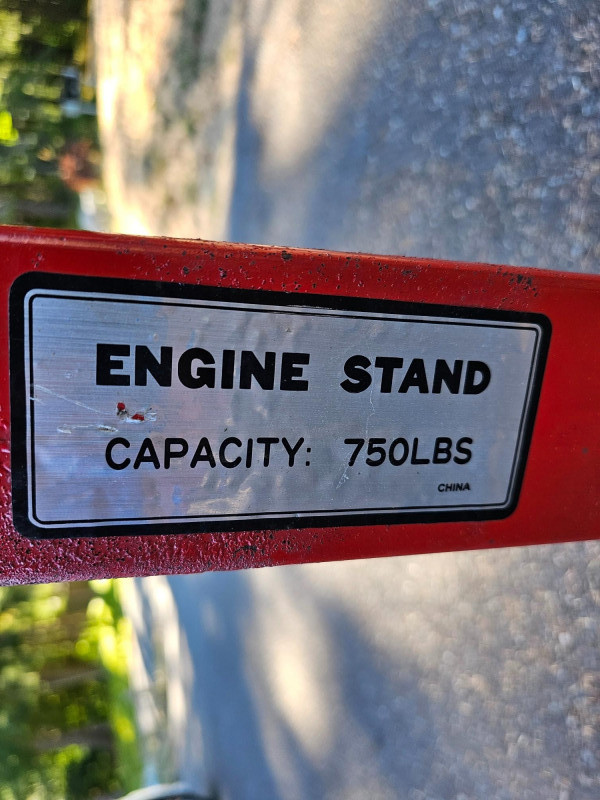 ENGINE STAND
CAPACITY: 750LBS
CHINA